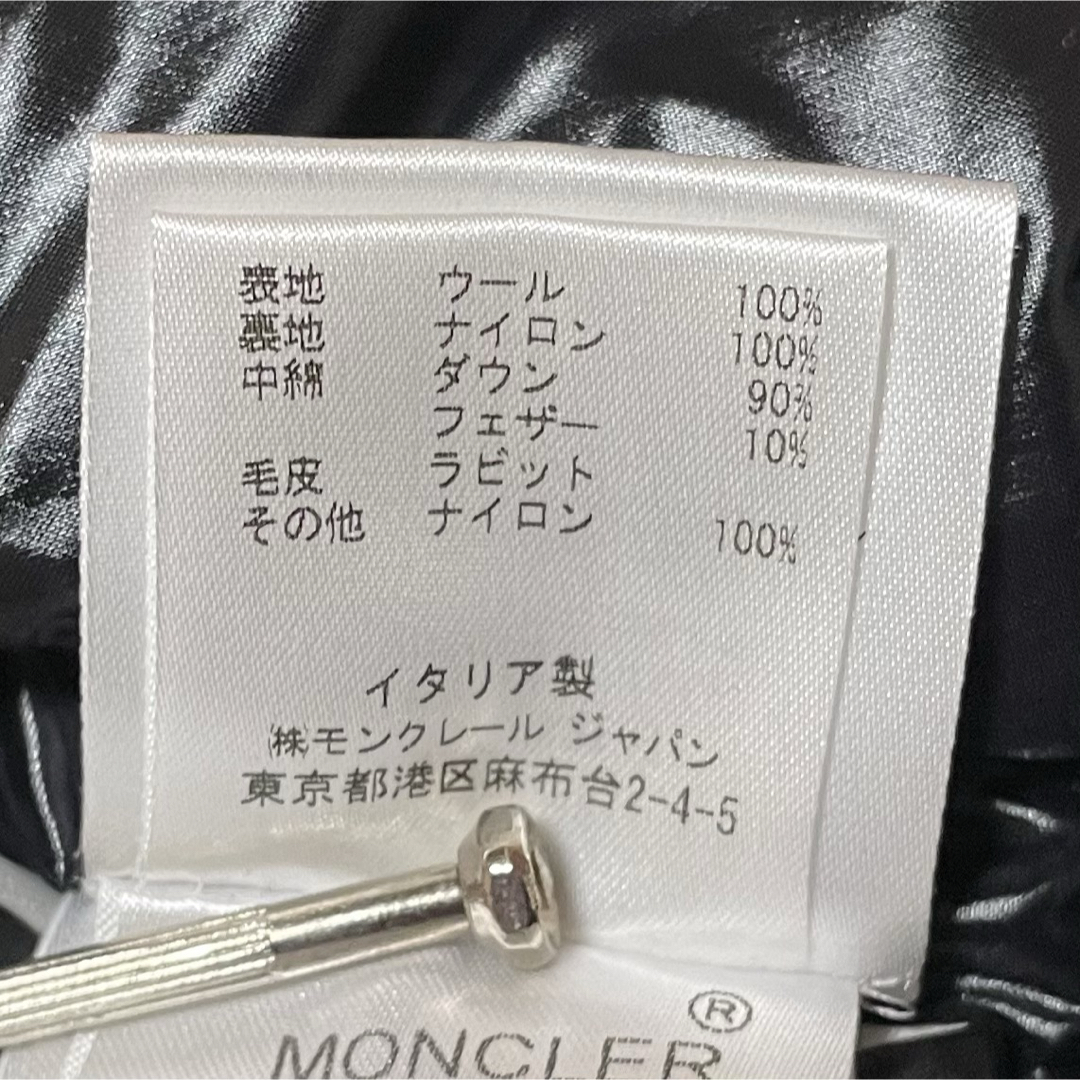 表地 ウール 100%
裏地 ナイロン 100%
中綿 ダウン 90%
フェザー 10%
毛皮 ラビット
その他 ナイロン 100%
イタリア製
㈱モンクレール ジャパン
東京都港区麻布台2-4-5
MONCLER®